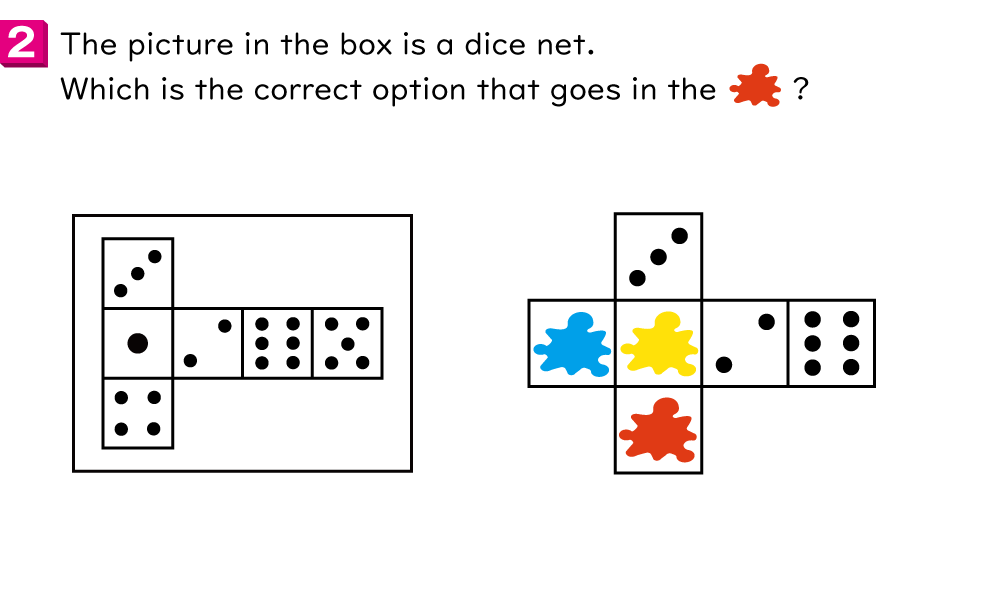 2 The picture in the box is a dice net.
Which is the correct option that goes in the ?